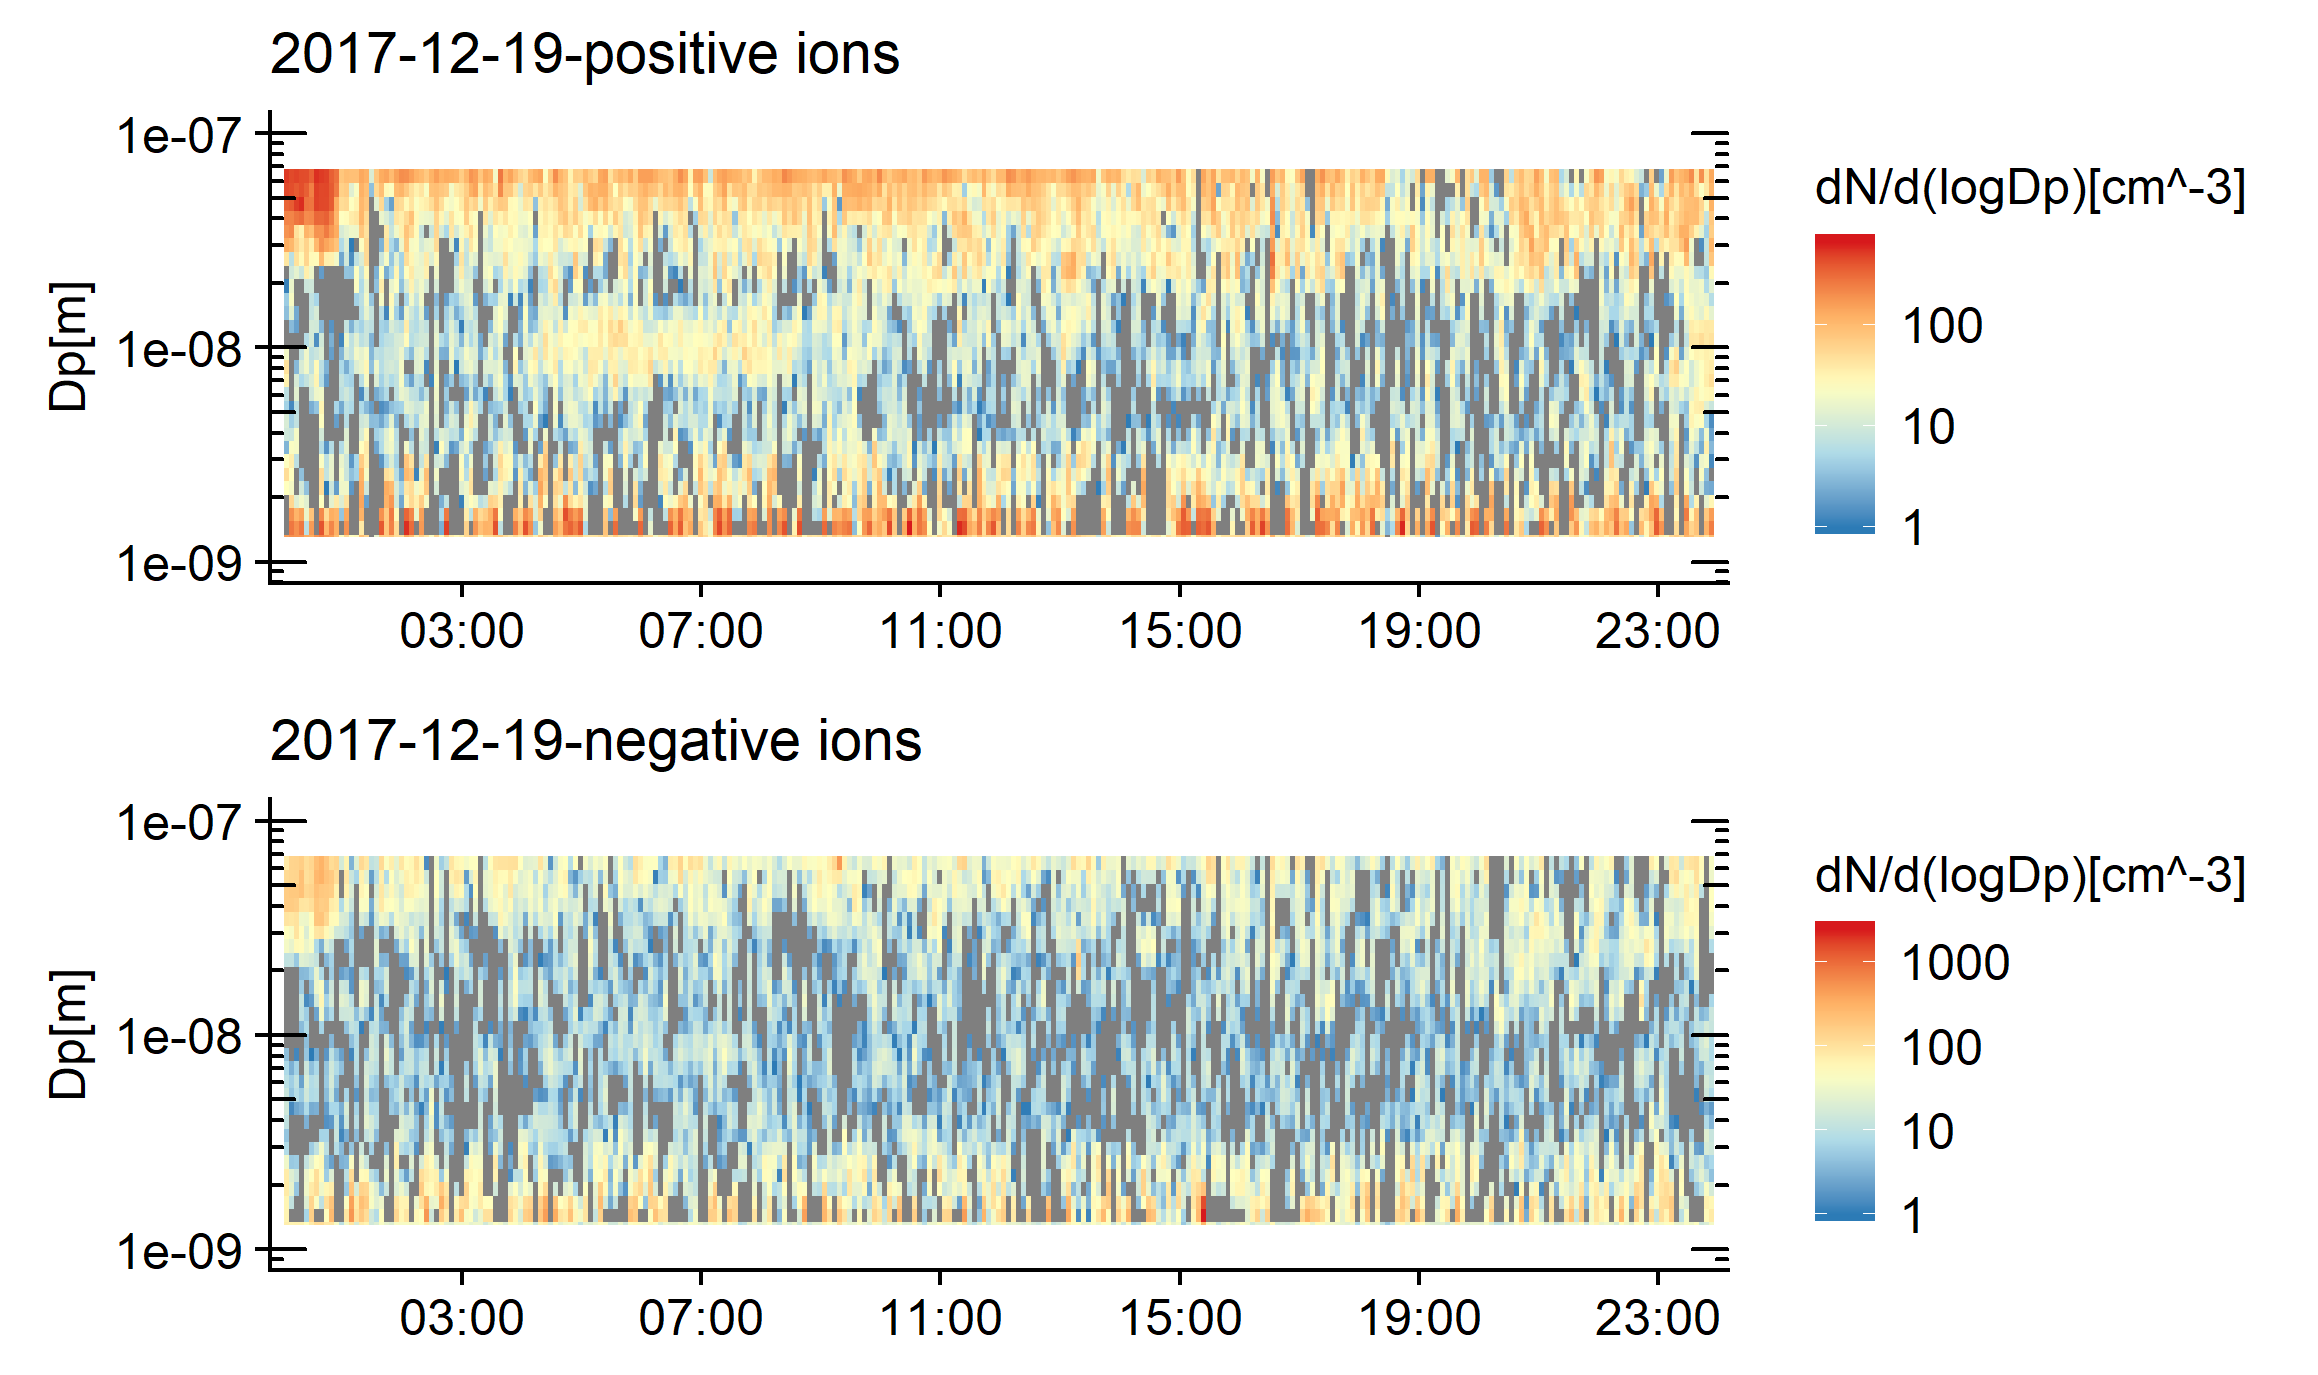 2017-12-19-positive ions
1e-07
1e-08
1e-09
Dp[m]
03:00 07:00 11:00 15:00 19:00 23:00
dN/d(logDp)[cm^-3]
100
10
1
2017-12-19-negative ions
1e-07
1e-08
1e-09
Dp[m]
03:00 07:00 11:00 15:00 19:00 23:00
dN/d(logDp)[cm^-3]
1000
100
10
1